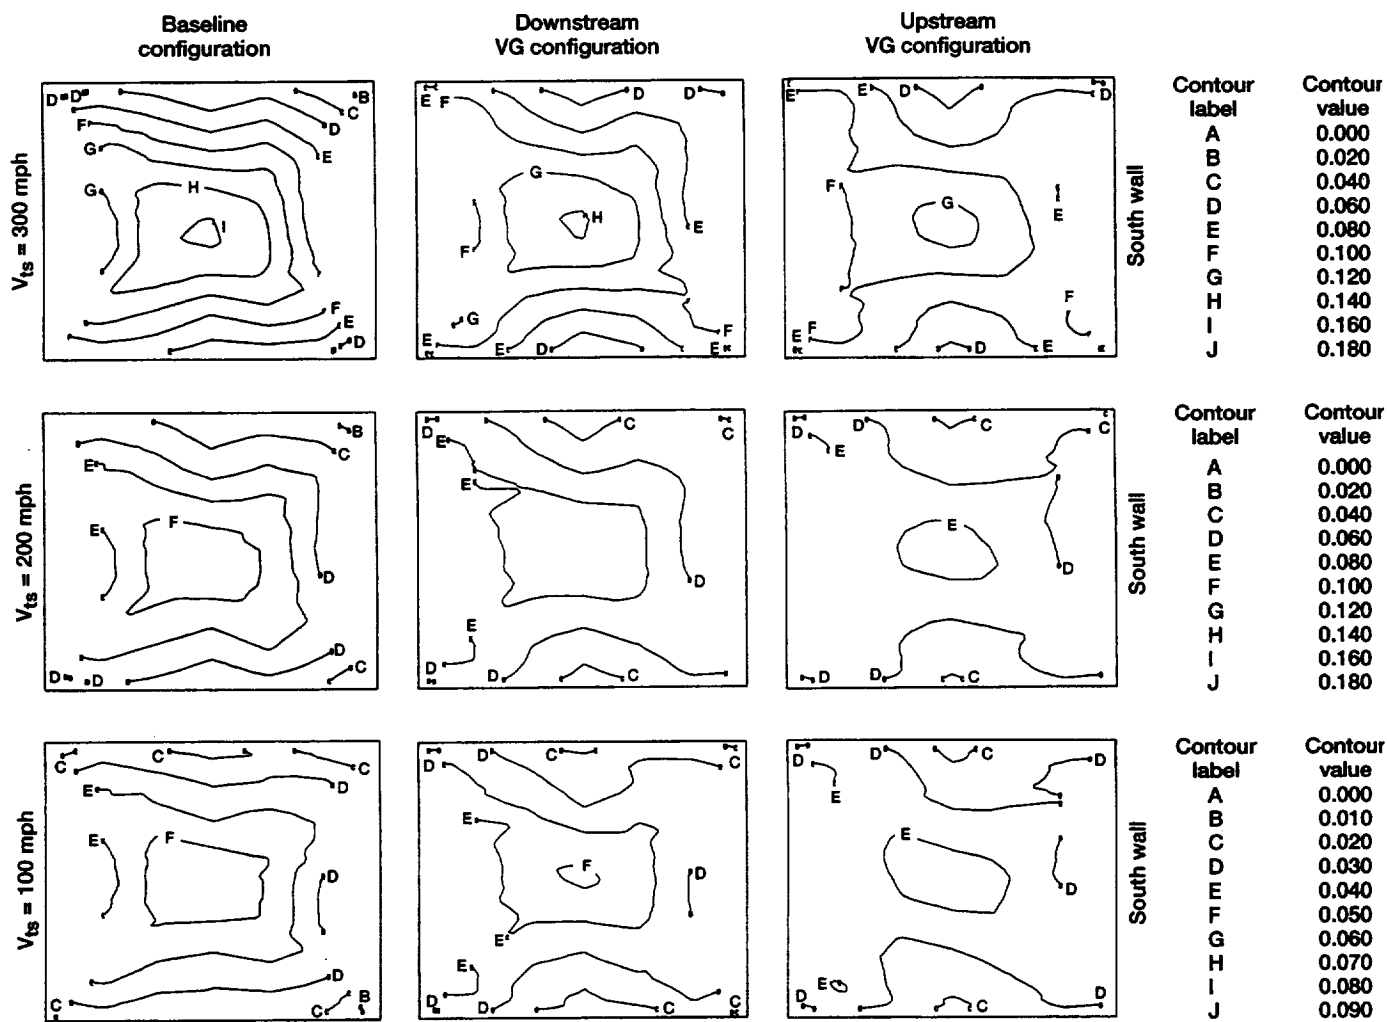 Baseline configuration
Downstream VG configuration
Upstream VG configuration
V_ts = 300 mph
D D B C D E F G G H I F E D
E F D D E G H F E G F E E D E
E E D D F G E F E F D E
South wall
Contour label Contour value
A 0.000
B 0.020
C 0.040
D 0.060
E 0.080
F 0.100
G 0.120
H 0.140
I 0.160
J 0.180
V_ts = 200 mph
B C E E F D D C D D
D C C E E D E D D C
D D C C E E D D D C
South wall
Contour label Contour value
A 0.000
B 0.020
C 0.040
D 0.060
E 0.080
F 0.100
G 0.120
H 0.140
I 0.160
J 0.180
V_ts = 100 mph
C C C D E E F D D C C B
D D C E F D E E D D C C
D D C D E E D E D C D
South wall
Contour label Contour value
A 0.000
B 0.010
C 0.020
D 0.030
E 0.040
F 0.050
G 0.060
H 0.070
I 0.080
J 0.090